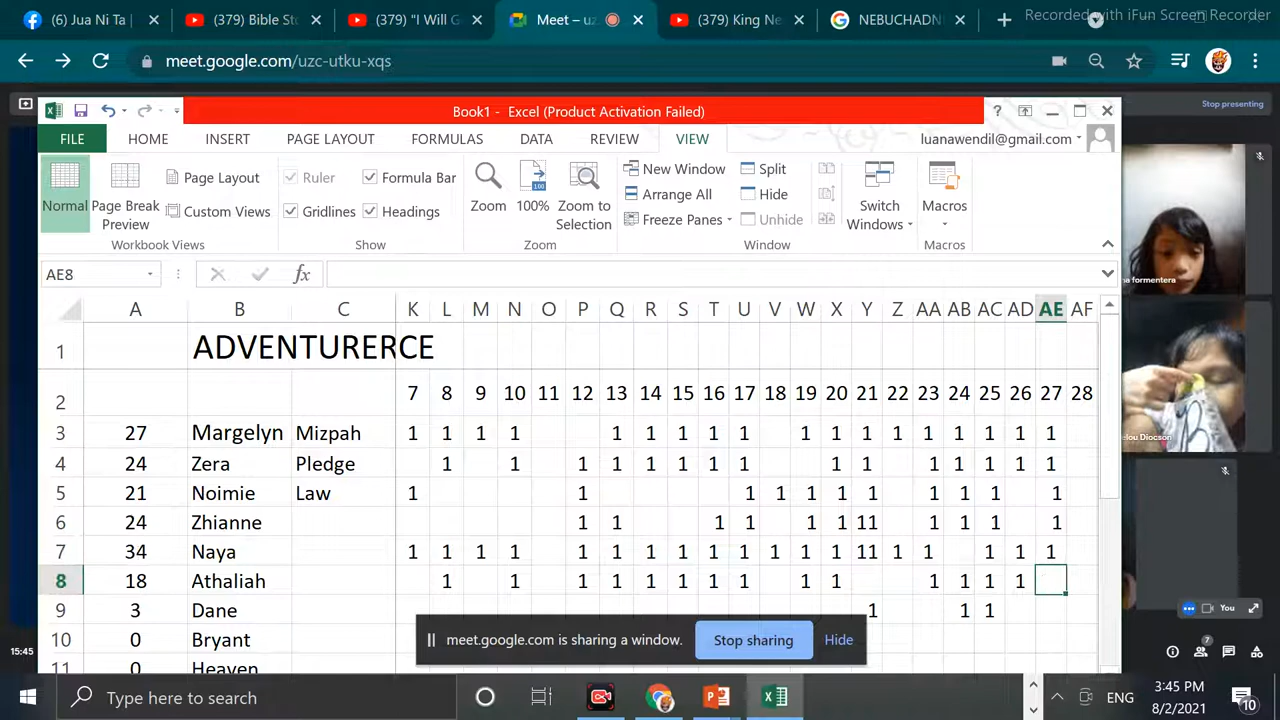 (6) Jua Ni Ta
(379) Bible St
(379) "I Will G
Meet – uz
(379) King Ne
NEBUCHADN
Recorded with iFun Screen Recorder
meet.google.com/uzc-utku-xqs
Book1 - Excel (Product Activation Failed)
Stop presenting
FILE HOME INSERT PAGE LAYOUT FORMULAS DATA REVIEW VIEW luanawendil@gmail.com
Normal
Page Break Preview
Page Layout
Custom Views
Workbook Views
Ruler
Formula Bar
Gridlines
Headings
Show
Zoom
100%
Zoom to Selection
Zoom
New Window
Arrange All
Freeze Panes
Split
Hide
Unhide
Window
Switch Windows
Macros
Macros
AE8
fx
A B C K L M N O P Q R S T U V W X Y Z AA AB AC AD AE AF
1 ADVENTURERCE
2 7 8 9 10 11 12 13 14 15 16 17 18 19 20 21 22 23 24 25 26 27 28
3 27 Margelyn Mizpah 1 1 1 1 1 1 1 1 1 1 1 1 1 1 1 1 1 1
4 24 Zera Pledge 1 1 1 1 1 1 1 1 1 1 1 1 1 1 1
5 21 Noimie Law 1 1 1 1 1 1 1 1 1 1 1
6 24 Zhianne 1 1 1 1 1 1 11 1 1 1 1
7 34 Naya 1 1 1 1 1 1 1 1 1 1 1 1 1 11 1 1 1 1 1
8 18 Athaliah 1 1 1 1 1 1 1 1 1 1 1 1 1 1
9 3 Dane 1 1 1
10 0 Bryant
11 0 Heaven
meet.google.com is sharing a window.
Stop sharing
Hide
formentera
elou Diocson
You
7
15:45
Type here to search
ENG
3:45 PM
8/2/2021
10